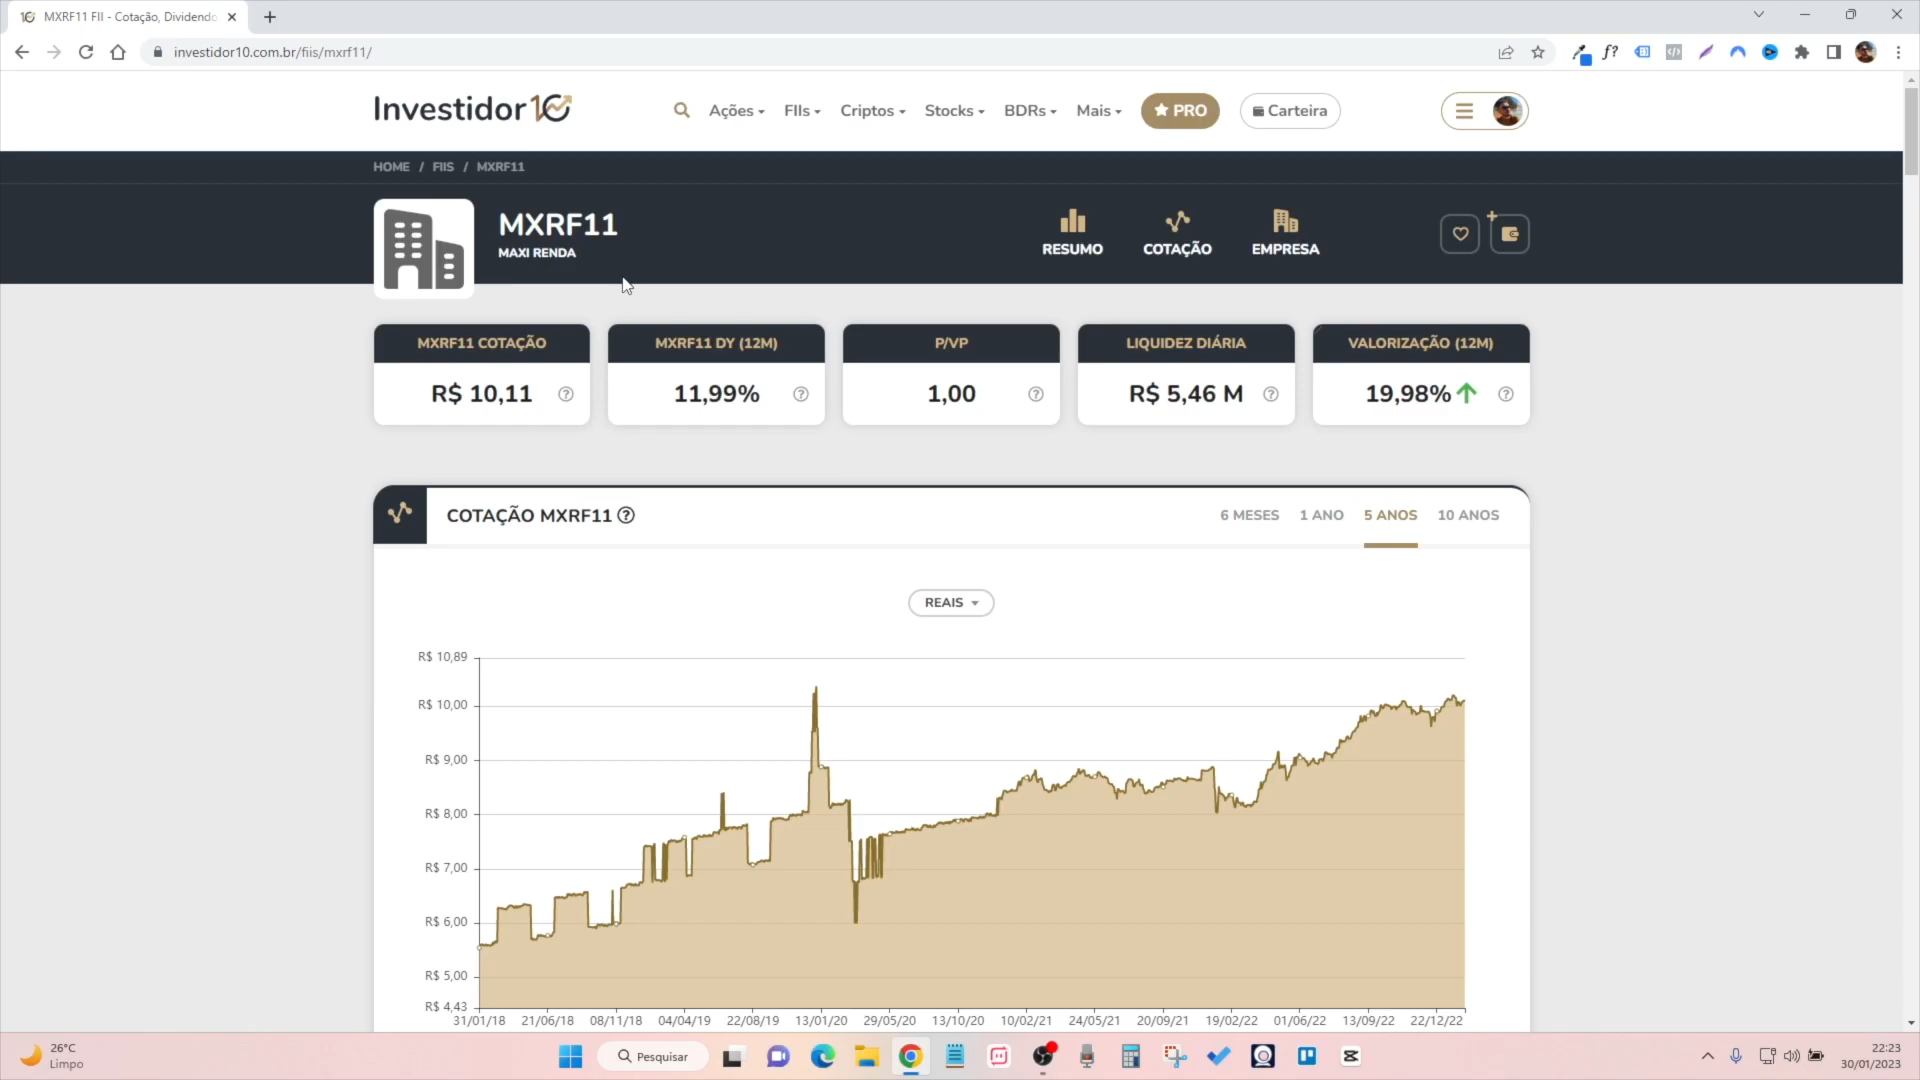 MXRF11 FII - Cotação, Dividendo
investidor10.com.br/fiis/mxrf11/
Investidor 10
Ações
FIIs
Criptos
Stocks
BDRs
Mais
PRO
Carteira
HOME / FIIS / MXRF11
MXRF11
MAXI RENDA
RESUMO
COTAÇÃO
EMPRESA
MXRF11 COTAÇÃO
R$ 10,11
MXRF11 DY (12M)
11,99%
P/VP
1,00
LIQUIDEZ DIÁRIA
R$ 5,46 M
VALORIZAÇÃO (12M)
19,98%
COTAÇÃO MXRF11
6 MESES
1 ANO
5 ANOS
10 ANOS
REAIS
R$ 10,89
R$ 10,00
R$ 9,00
R$ 8,00
R$ 7,00
R$ 6,00
R$ 5,00
R$ 4,43
31/01/18 21/06/18 08/11/18 04/04/19 22/08/19 13/01/20 29/05/20 13/10/20 10/02/21 24/05/21 20/09/21 19/02/22 01/06/22 13/09/22 22/12/22
26°C
Limpo
Pesquisar
22:23
30/01/2023